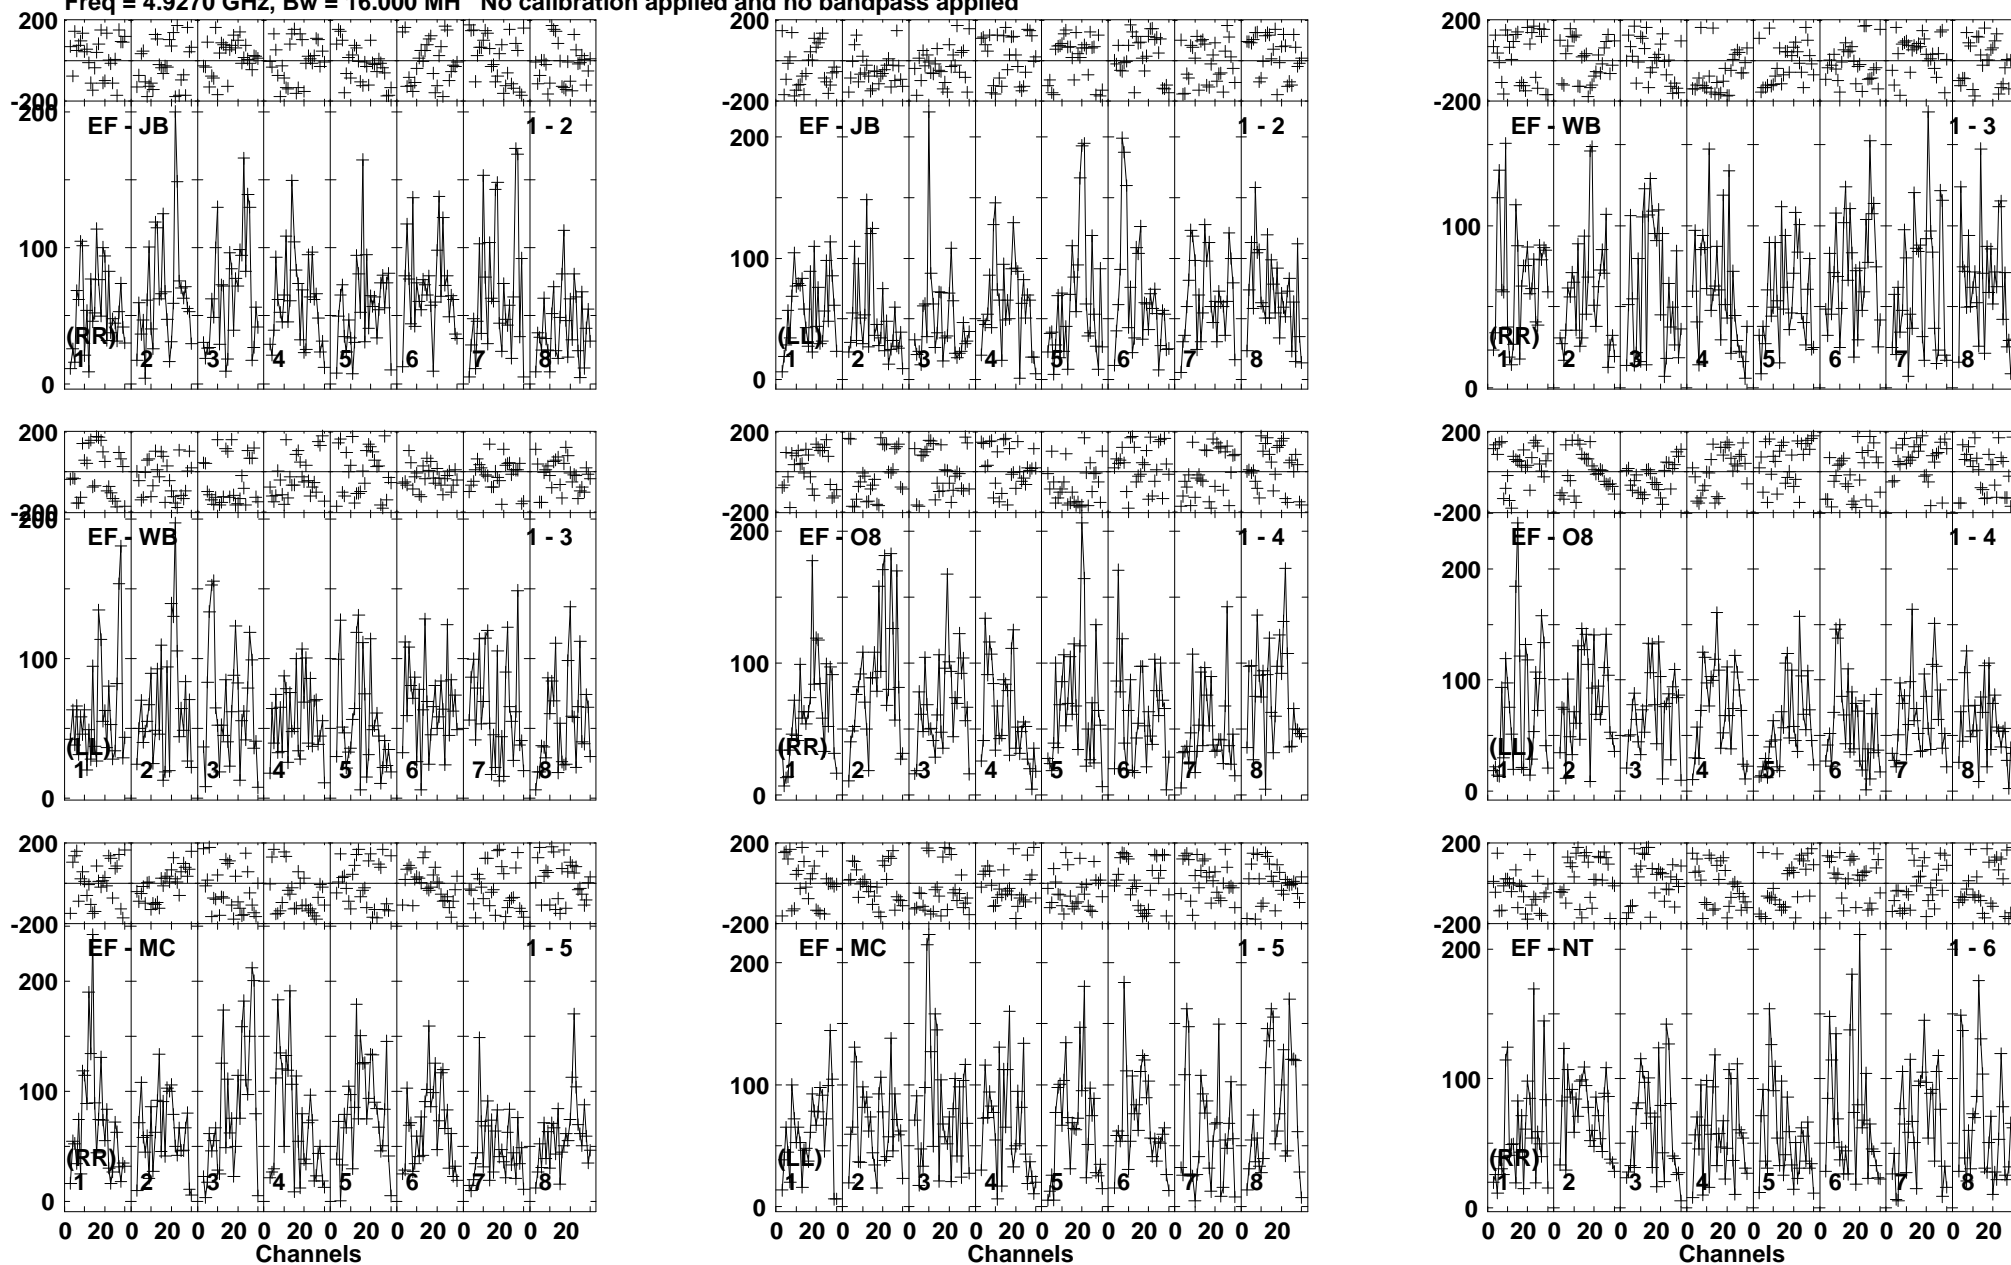 Freq = 4.9270 GHz, Bw = 16.000 MH No calibration applied and no bandpass applied
200 200 200
-200 -200 -200
200 EF - JB 1 - 2 EF - JB 1 - 2 EF - WB 1 - 3
200
100 100 100
(RR) (LL) (RR)
1 2 3 4 5 6 7 8 1 2 3 4 5 6 7 8 1 2 3 4 5 6 7 8
0 0 0
200 200 200
-200 -200 -200
200 EF - WB 1 - 3 EF - O8 1 - 4 EF - O8 1 - 4
200 200
100 100 100
(LL) (RR) (LL)
1 2 3 4 5 6 7 8 1 2 3 4 5 6 7 8 1 2 3 4 5 6 7 8
0 0 0
200 200 200
-200 -200 -200
EF - MC 1 - 5 EF - MC 1 - 5 EF - NT 1 - 6
200 200 200
100 100 100
(RR) (LL) (RR)
1 2 3 4 5 6 7 8 1 2 3 4 5 6 7 8 1 2 3 4 5 6 7 8
0 0 0
0 20 0 20 0 20 0 20 0 20 0 20 0 20 0 20 0 20 0 20 0 20 0 20 0 20 0 20 0 20 0 20 0 20 0 20 0 20 0 20 0 20 0 20 0 20 0 20
Channels Channels Channels